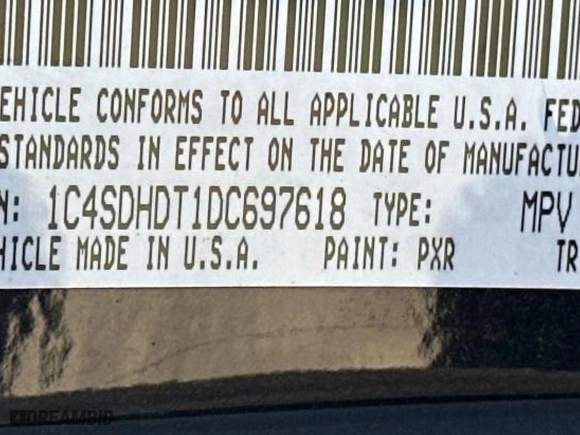 EHICLE CONFORMS TO ALL APPLICABLE U.S.A. FED
STANDARDS IN EFFECT ON THE DATE OF MANUFACTU
N: 1C4SDHDT1DC697618 TYPE: MPV
HICLE MADE IN U.S.A. PAINT: PXR TR
DREAMBID